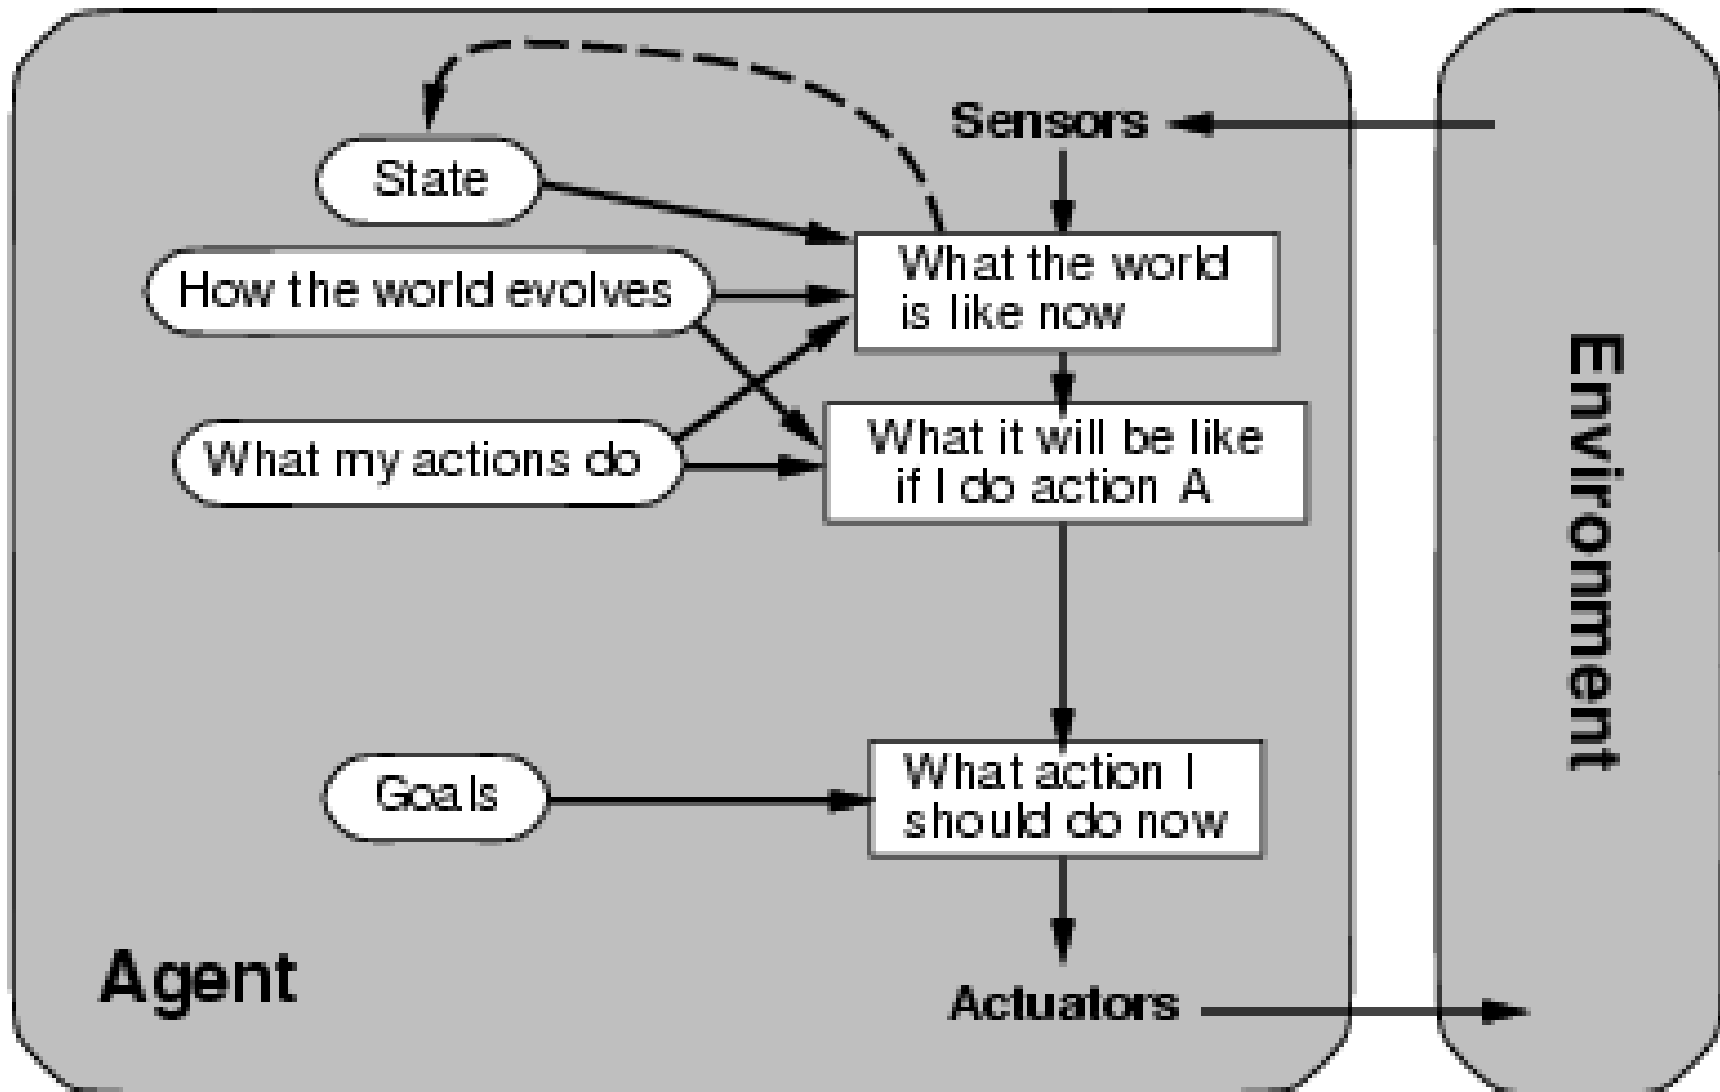 Sensors
State
What the world
is like now
How the world evolves
What it will be like
if I do action A
What my actions do
Environment
Goals
What action I
should do now
Agent
Actuators